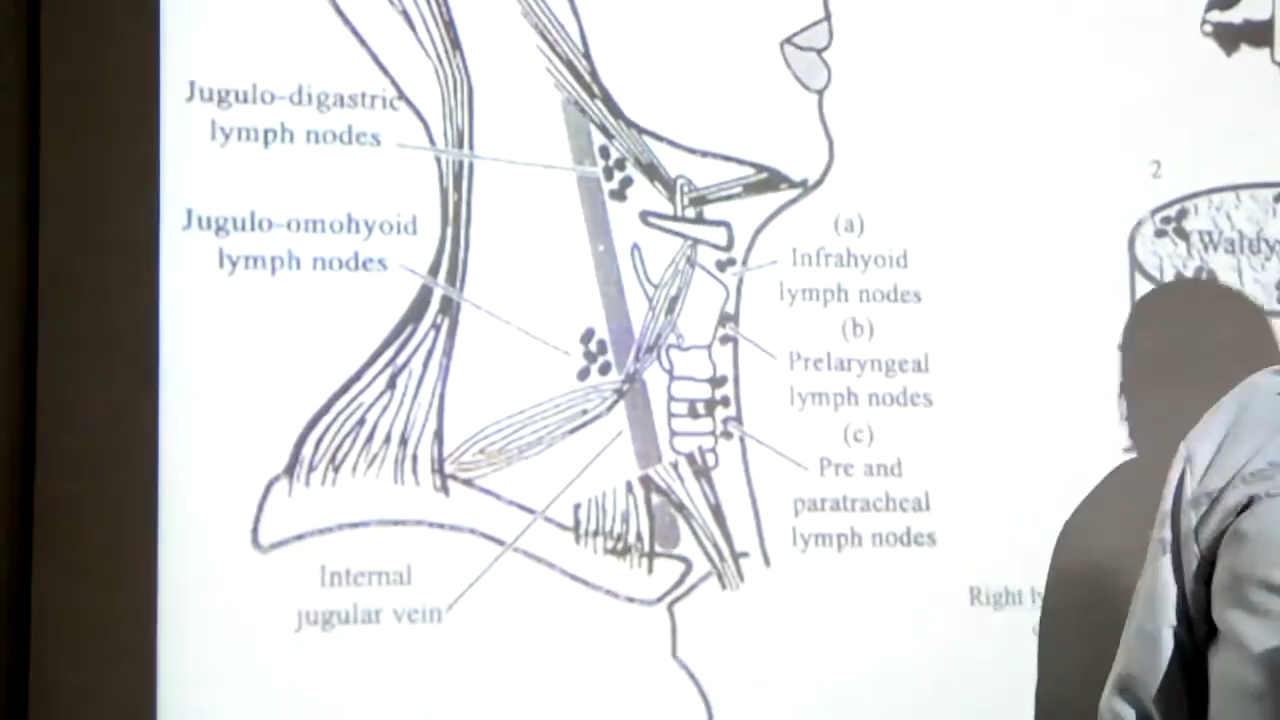 Jugulo-digastric
lymph nodes
Jugulo-omohyoid
lymph nodes
(a)
Infrahyoid
lymph nodes
(b)
Prelaryngeal
lymph nodes
(c)
Pre and
paratracheal
lymph nodes
Internal
jugular vein
2
Waldy
Right